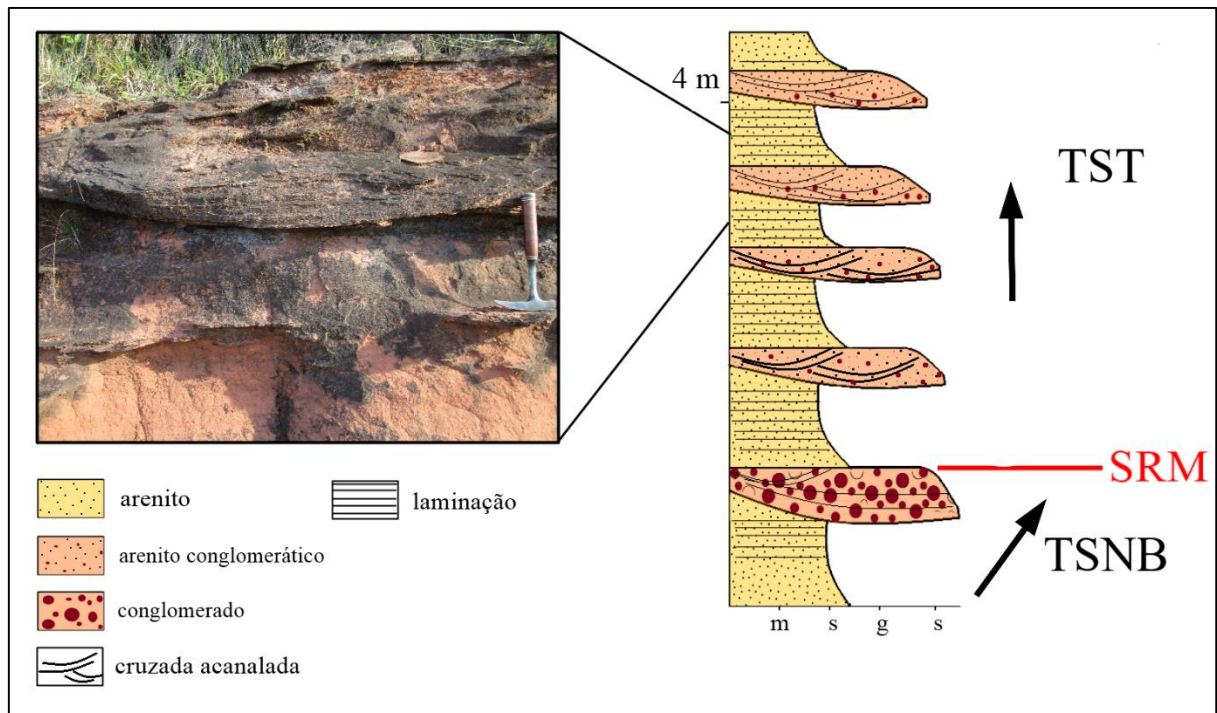 4 m
TST
SRM
TSNB
m s g s
arenito
laminação
arenito conglomerático
conglomerado
cruzada acanalada